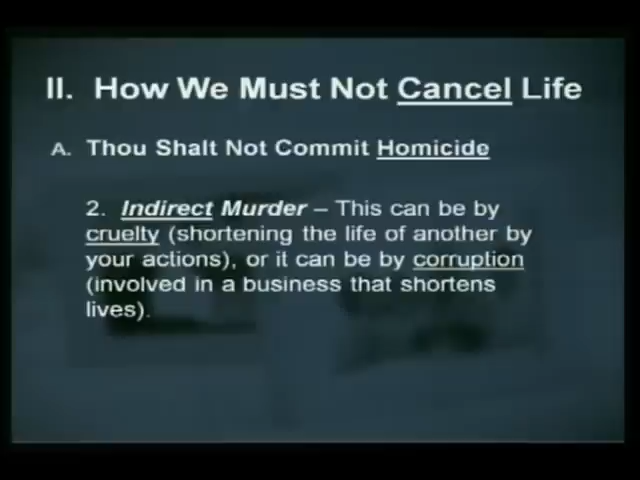 II. How We Must Not Cancel Life
A. Thou Shalt Not Commit Homicide
2. Indirect Murder – This can be by
cruelty (shortening the life of another by
your actions), or it can be by corruption
(involved in a business that shortens
lives).